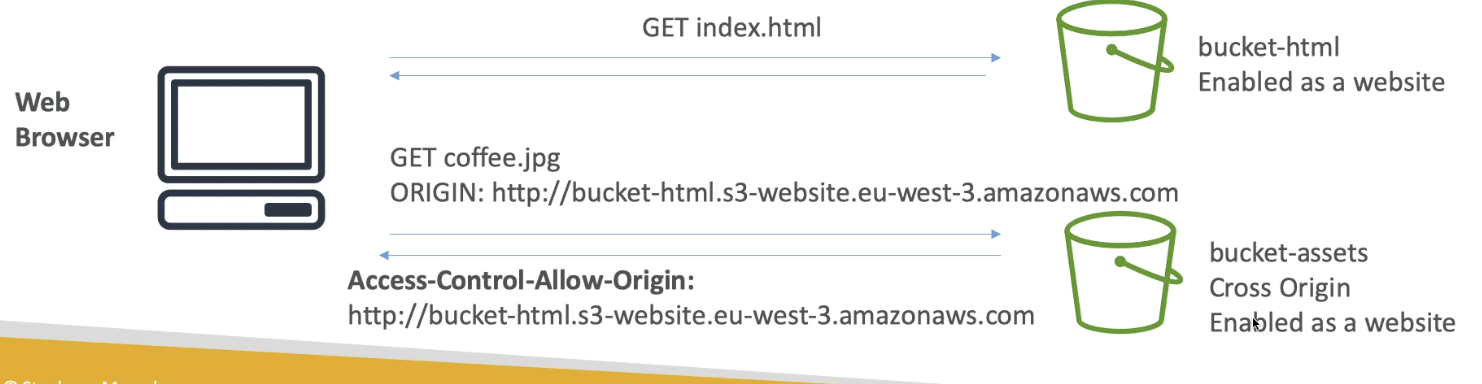 GET index.html
bucket-html
Enabled as a website
Web
Browser
GET coffee.jpg
ORIGIN: http://bucket-html.s3-website.eu-west-3.amazonaws.com
bucket-assets
Cross Origin
Enabled as a website
Access-Control-Allow-Origin:
http://bucket-html.s3-website.eu-west-3.amazonaws.com